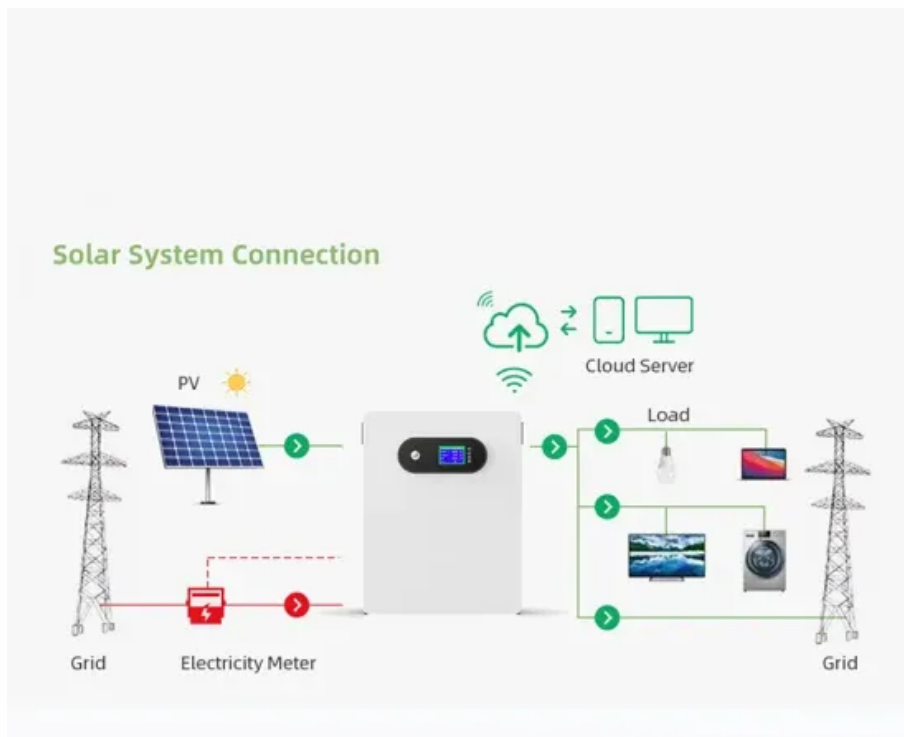 Solar System Connection
Cloud Server
PV
Load
Grid
Electricity Meter
Grid